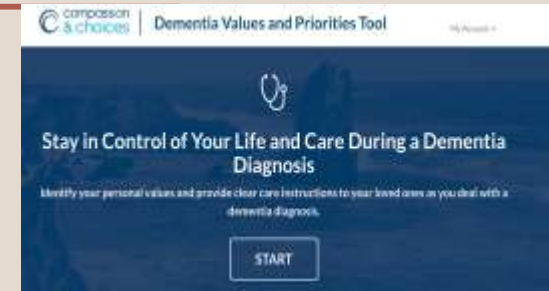 compassion
& choices
Dementia Values and Priorities Tool
My Account
Stay in Control of Your Life and Care During a Dementia
Diagnosis
Identify your personal values and provide clear care instructions to your loved ones as you deal with a
dementia diagnosis.
START